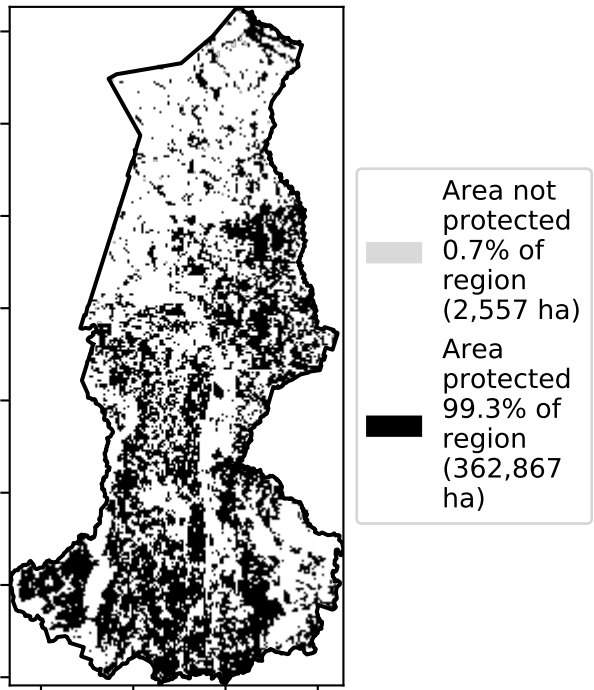 Area not
protected
0.7% of
region
(2,557 ha)
Area
protected
99.3% of
region
(362,867
ha)